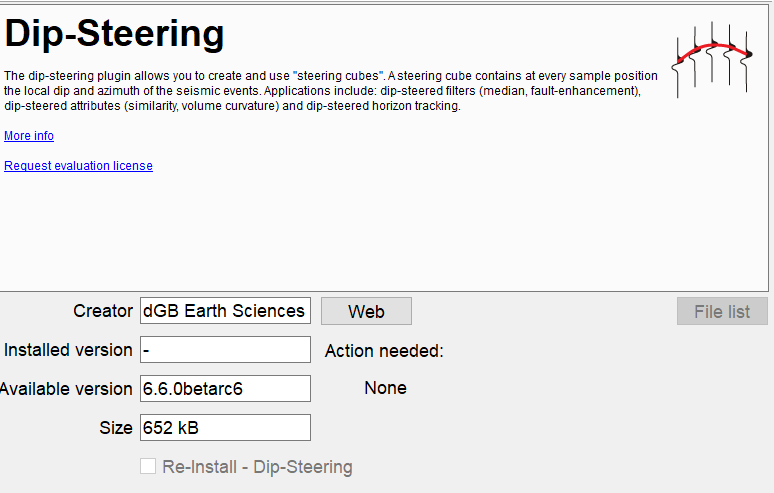 Dip-Steering
The dip-steering plugin allows you to create and use "steering cubes". A steering cube contains at every sample position
the local dip and azimuth of the seismic events. Applications include: dip-steered filters (median, fault-enhancement),
dip-steered attributes (similarity, volume curvature) and dip-steered horizon tracking.
More info
Request evaluation license
Creator dGB Earth Sciences Web File list
Installed version - Action needed:
Available version 6.6.0betarc6 None
Size 652 kB
Re-Install - Dip-Steering